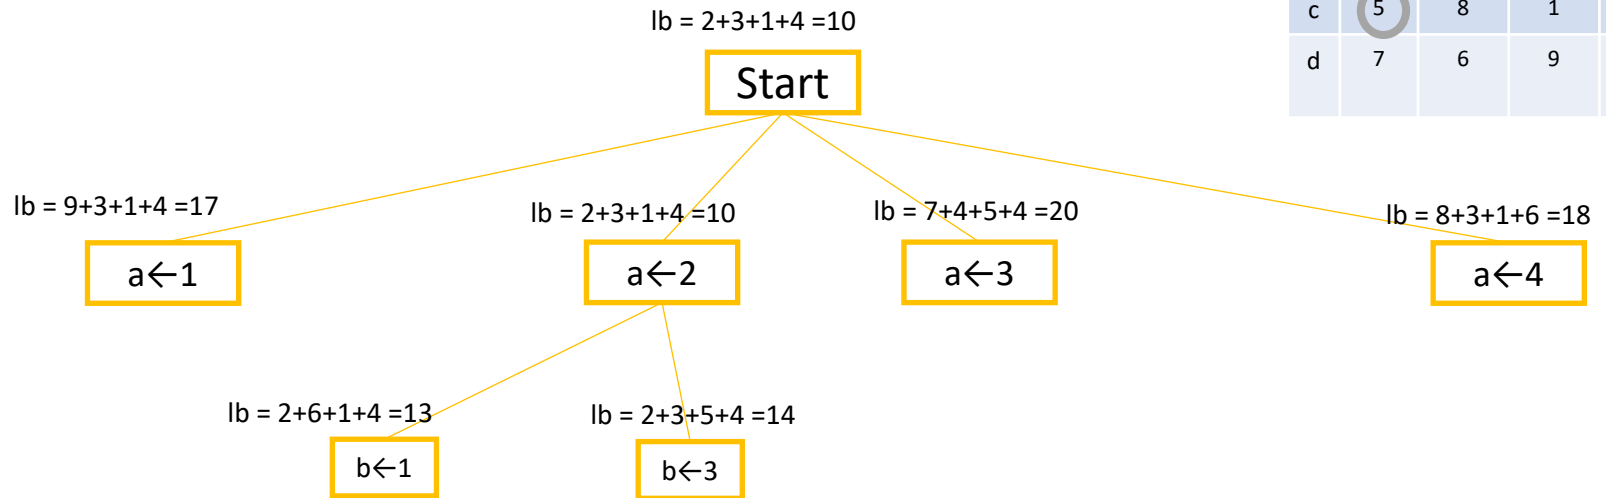 lb = 2+3+1+4 =10
c 5 8 1
d 7 6 9
Start
lb = 9+3+1+4 =17
lb = 2+3+1+4 =10
lb = 7+4+5+4 =20
lb = 8+3+1+6 =18
a←1
a←2
a←3
a←4
lb = 2+6+1+4 =13
lb = 2+3+5+4 =14
b←1
b←3